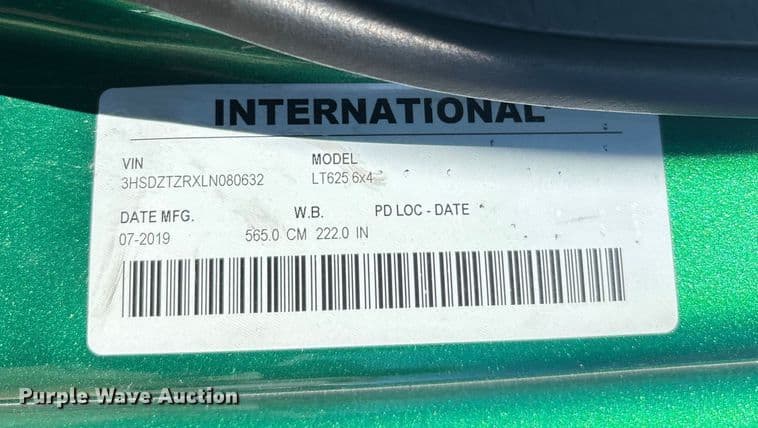 INTERNATIONAL
VIN MODEL
3HSDZTZRXLN080632 LT625 6x4
DATE MFG. W.B. PD LOC - DATE
07-2019 565.0 CM 222.0 IN
Purple Wave Auction